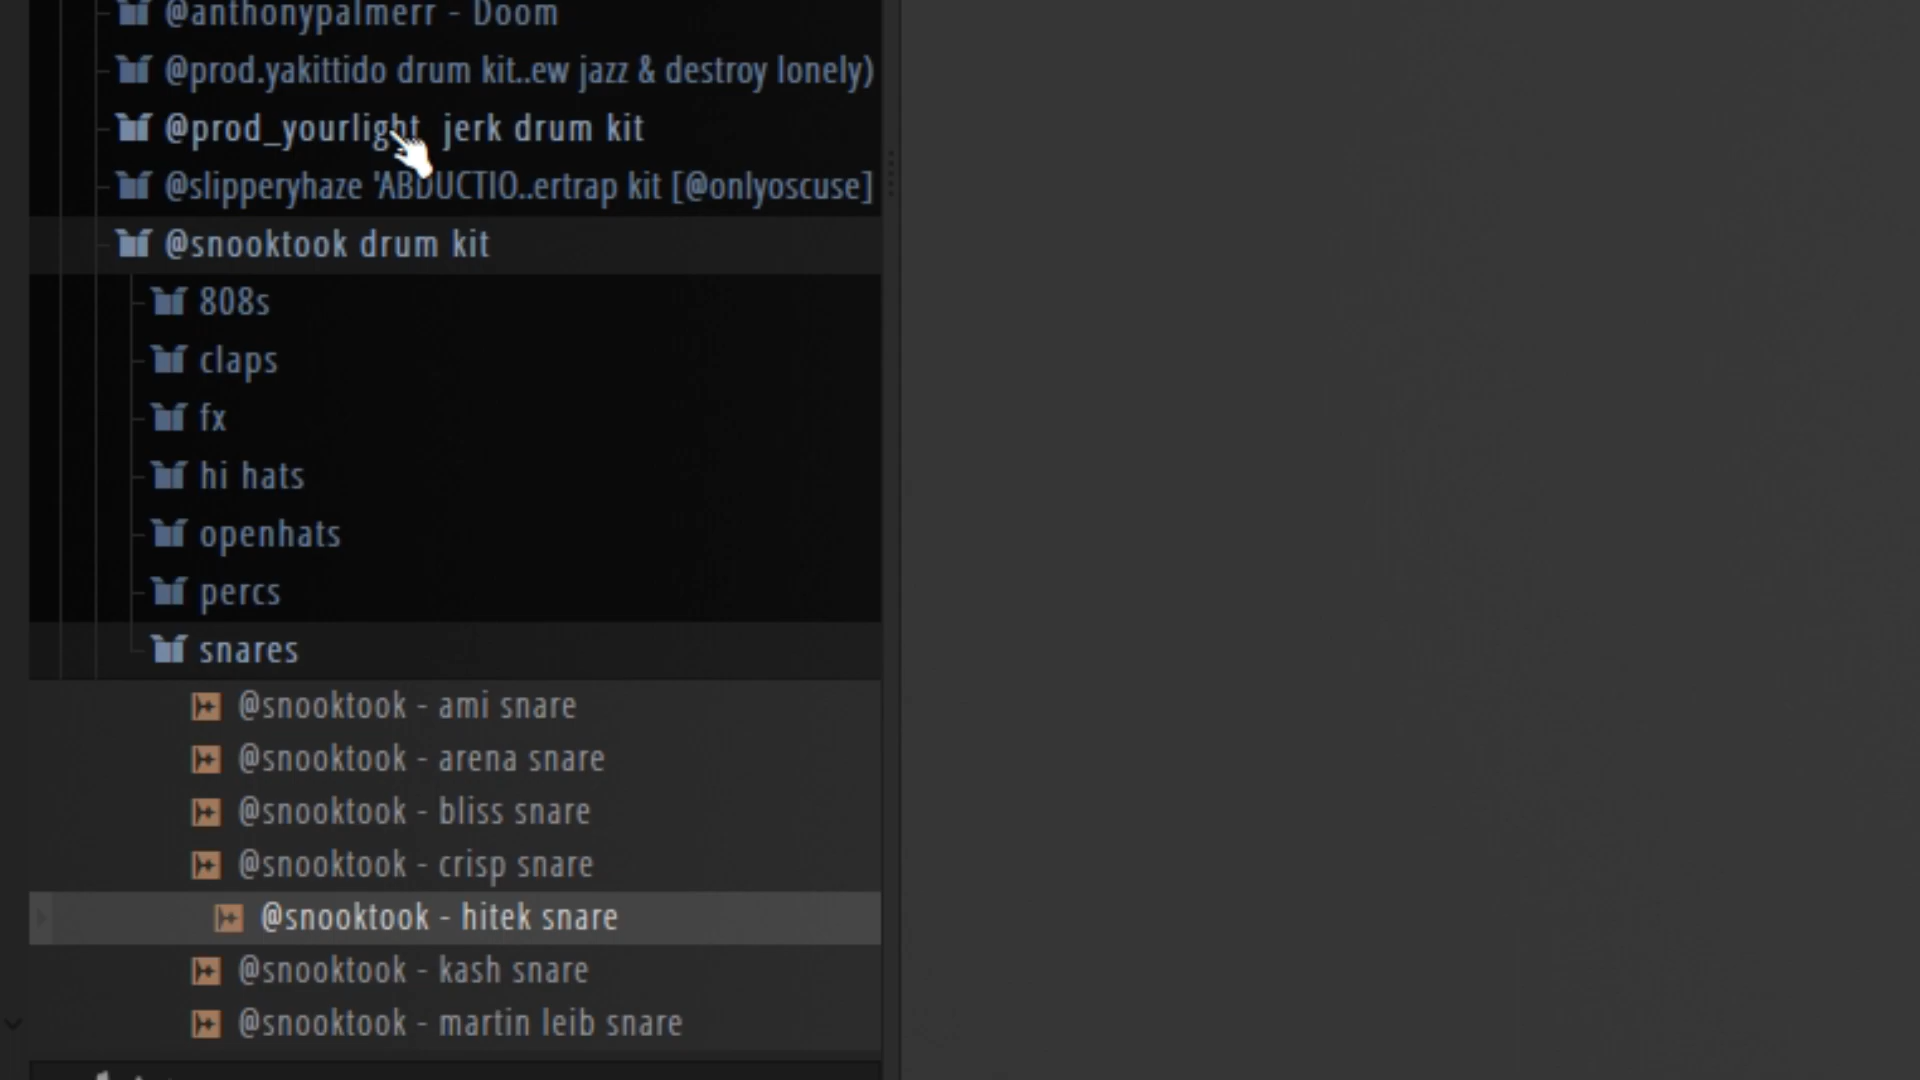 @anthonypalmerr - Doom
@prod.yakittido drum kit..ew jazz & destroy lonely)
@prod_yourlight jerk drum kit
@slipperyhaze 'ABDUCTIO..ertrap kit [@onlyoscuse]
@snooktook drum kit
808s
claps
fx
hi hats
openhats
percs
snares
@snooktook - ami snare
@snooktook - arena snare
@snooktook - bliss snare
@snooktook - crisp snare
@snooktook - hitek snare
@snooktook - kash snare
@snooktook - martin leib snare